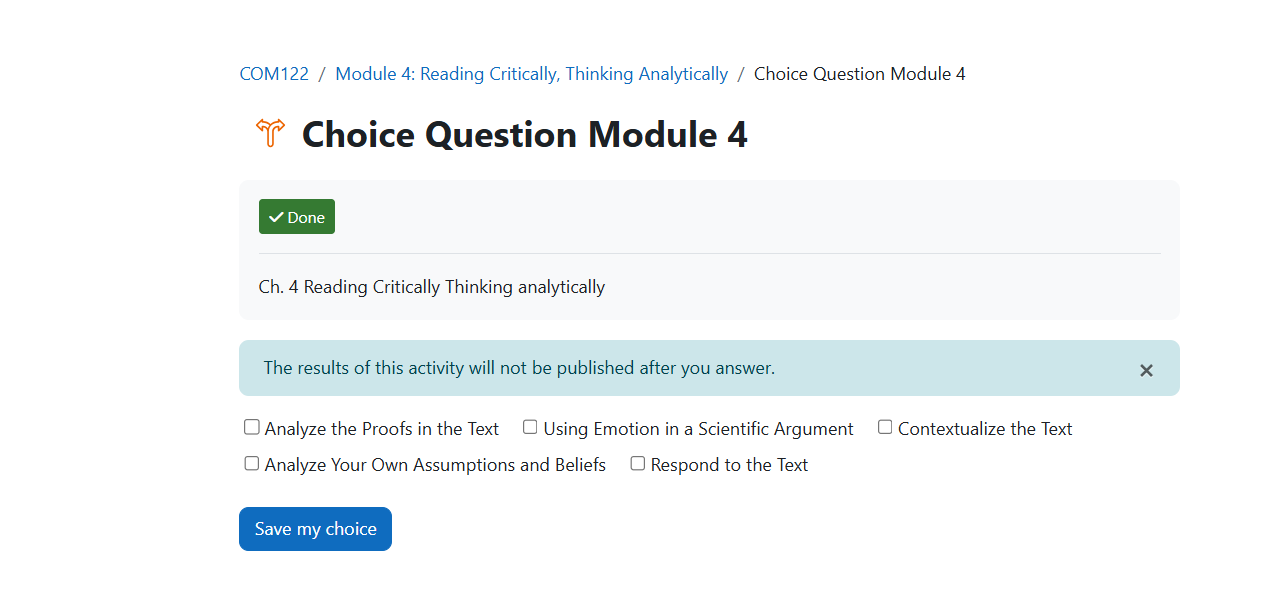 COM122 / Module 4: Reading Critically, Thinking Analytically / Choice Question Module 4
Choice Question Module 4
Done
Ch. 4 Reading Critically Thinking analytically
The results of this activity will not be published after you answer. ×
Analyze the Proofs in the Text Using Emotion in a Scientific Argument Contextualize the Text
Analyze Your Own Assumptions and Beliefs Respond to the Text
Save my choice